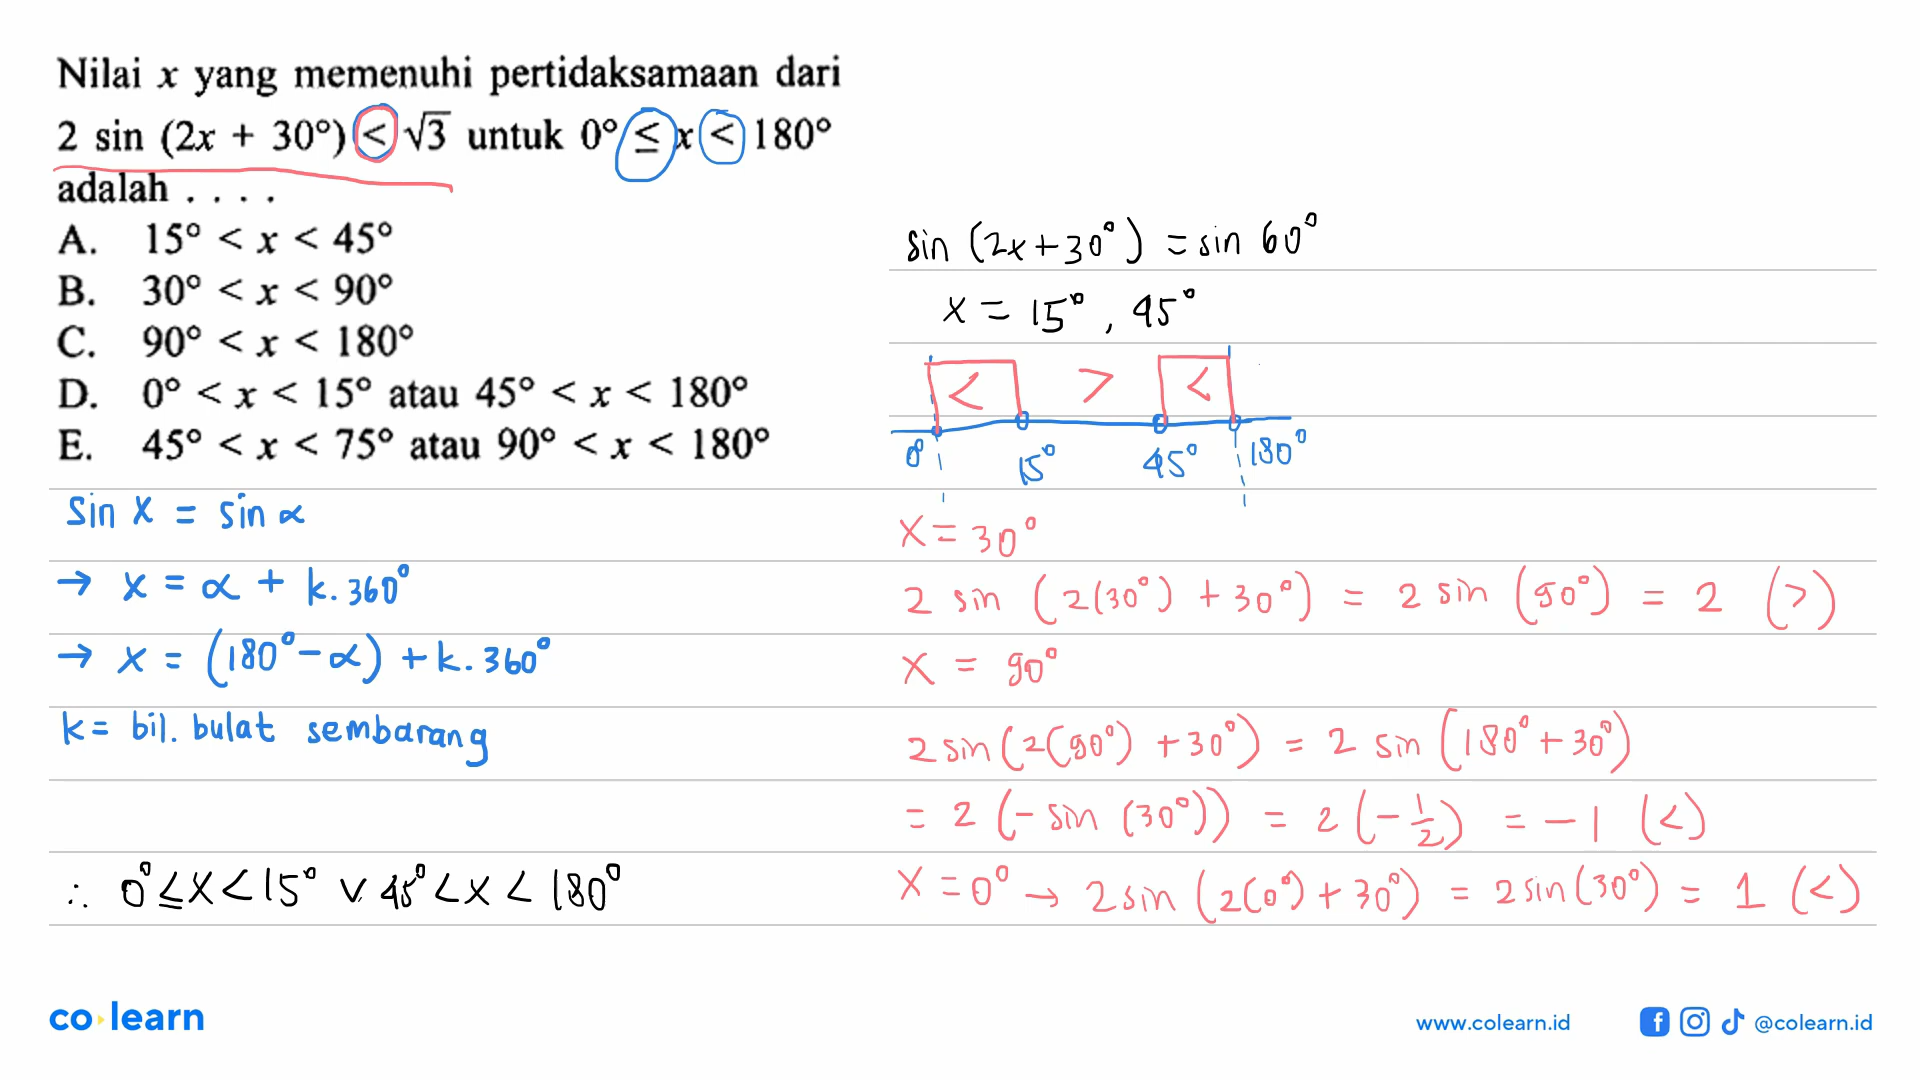 Nilai x yang memenuhi pertidaksamaan dari
2 sin (2x + 30°) < √3 untuk 0° ≤ x < 180°
adalah . . . .
A. 15° < x < 45°
B. 30° < x < 90°
C. 90° < x < 180°
D. 0° < x < 15° atau 45° < x < 180°
E. 45° < x < 75° atau 90° < x < 180°
sin x = sin α
→ x = α + k.360°
→ x = (180° - α) + k.360°
k = bil. bulat sembarang
∴ 0° ≤ x < 15° ∨ 45° < x < 180°
sin (2x + 30°) = sin 60°
x = 15°, 45°
< > <
0° 15° 45° 180°
x = 30°
2 sin (2(30°) + 30°) = 2 sin (90°) = 2 (>)
x = 90°
2 sin (2(90°) + 30°) = 2 sin (180° + 30°)
= 2 (- sin (30°)) = 2 (- 1/2) = -1 (<)
x = 0° → 2 sin (2(0°) + 30°) = 2 sin (30°) = 1 (<)
co learn
www.colearn.id
@colearn.id